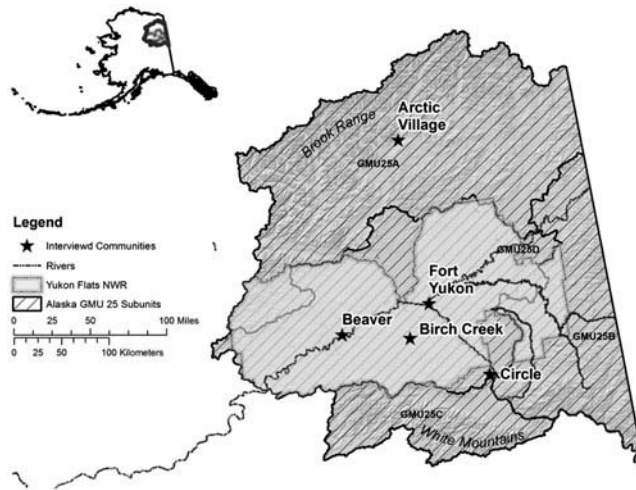 Arctic
Village
Brook Range
GMU25A
Legend
Interviewd Communities
Rivers
Yukon Flats NWR
Alaska GMU 25 Subunits
0 25 50 100 Miles
0 25 50 100 Kilometers
GMU25D
Fort
Yukon
Beaver
Birch Creek
GMU25B
Circle
GMU25C
White Mountains